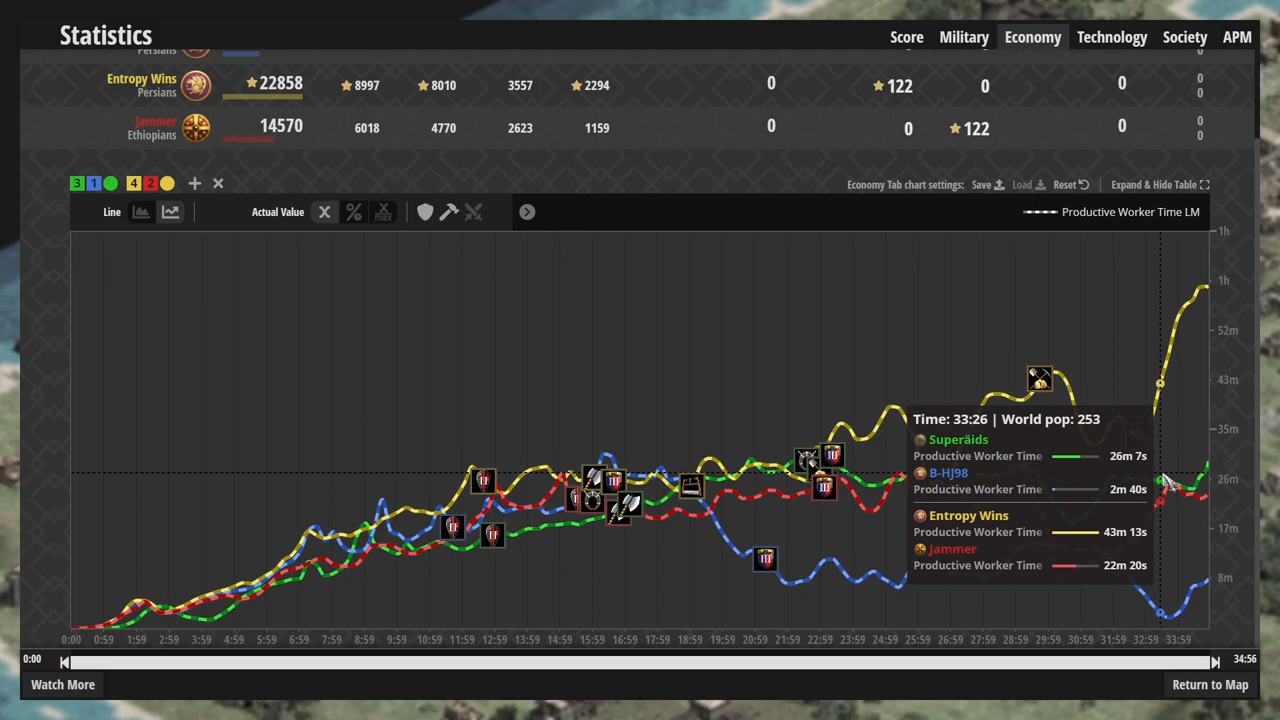 Statistics
Score Military Economy Technology Society APM
Persians 0
Entropy Wins 22858 8997 8010 3557 2294 0 122 0 0 0
Persians 0
Jammer 14570 6018 4770 2623 1159 0 0 122 0 0
Ethiopians 0
3 1 4 2 Economy Tab chart settings: Save Load Reset Expand & Hide Table
Line Actual Value X % X/max Productive Worker Time LM
1h
1h
52m
43m
35m
26m
17m
8m
Time: 33:26 | World pop: 253
Superäids
Productive Worker Time 26m 7s
B-HJ98
Productive Worker Time 2m 40s
Entropy Wins
Productive Worker Time 43m 13s
Jammer
Productive Worker Time 22m 20s
0:00 0:59 1:59 2:59 3:59 4:59 5:59 6:59 7:59 8:59 9:59 10:59 11:59 12:59 13:59 14:59 15:59 16:59 17:59 18:59 19:59 20:59 21:59 22:59 23:59 24:59 25:59 26:59 27:59 28:59 29:59 30:59 31:59 32:59 33:59
0:00 34:56
Watch More Return to Map